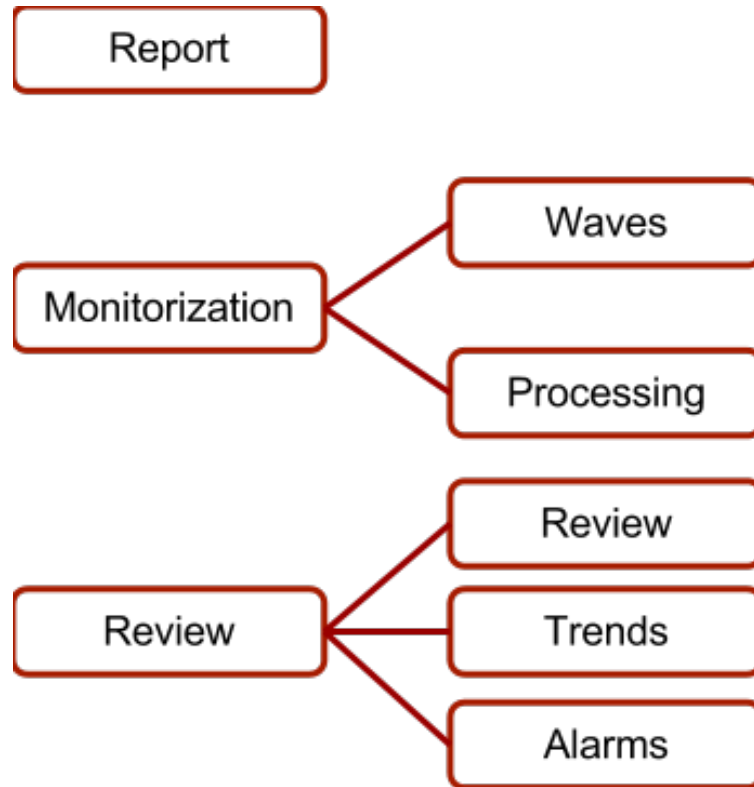 Report
Waves
Monitorization
Processing
Review
Review
Trends
Alarms